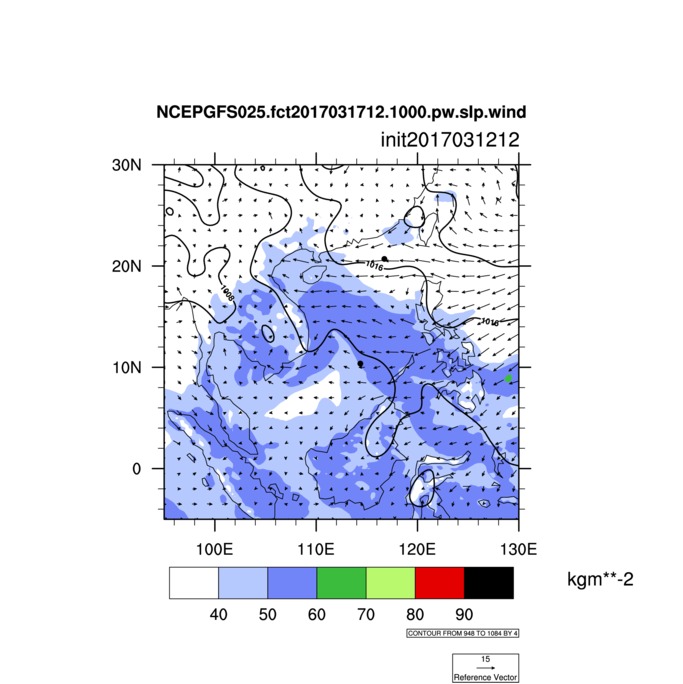 NCEPGFS025.fct2017031712.1000.pw.slp.wind
init2017031212
30N
20N
10N
0
1008
1016
1016
100E
110E
120E
130E
kgm**-2
40
50
60
70
80
90
CONTOUR FROM 948 TO 1084 BY 4
15
Reference Vector